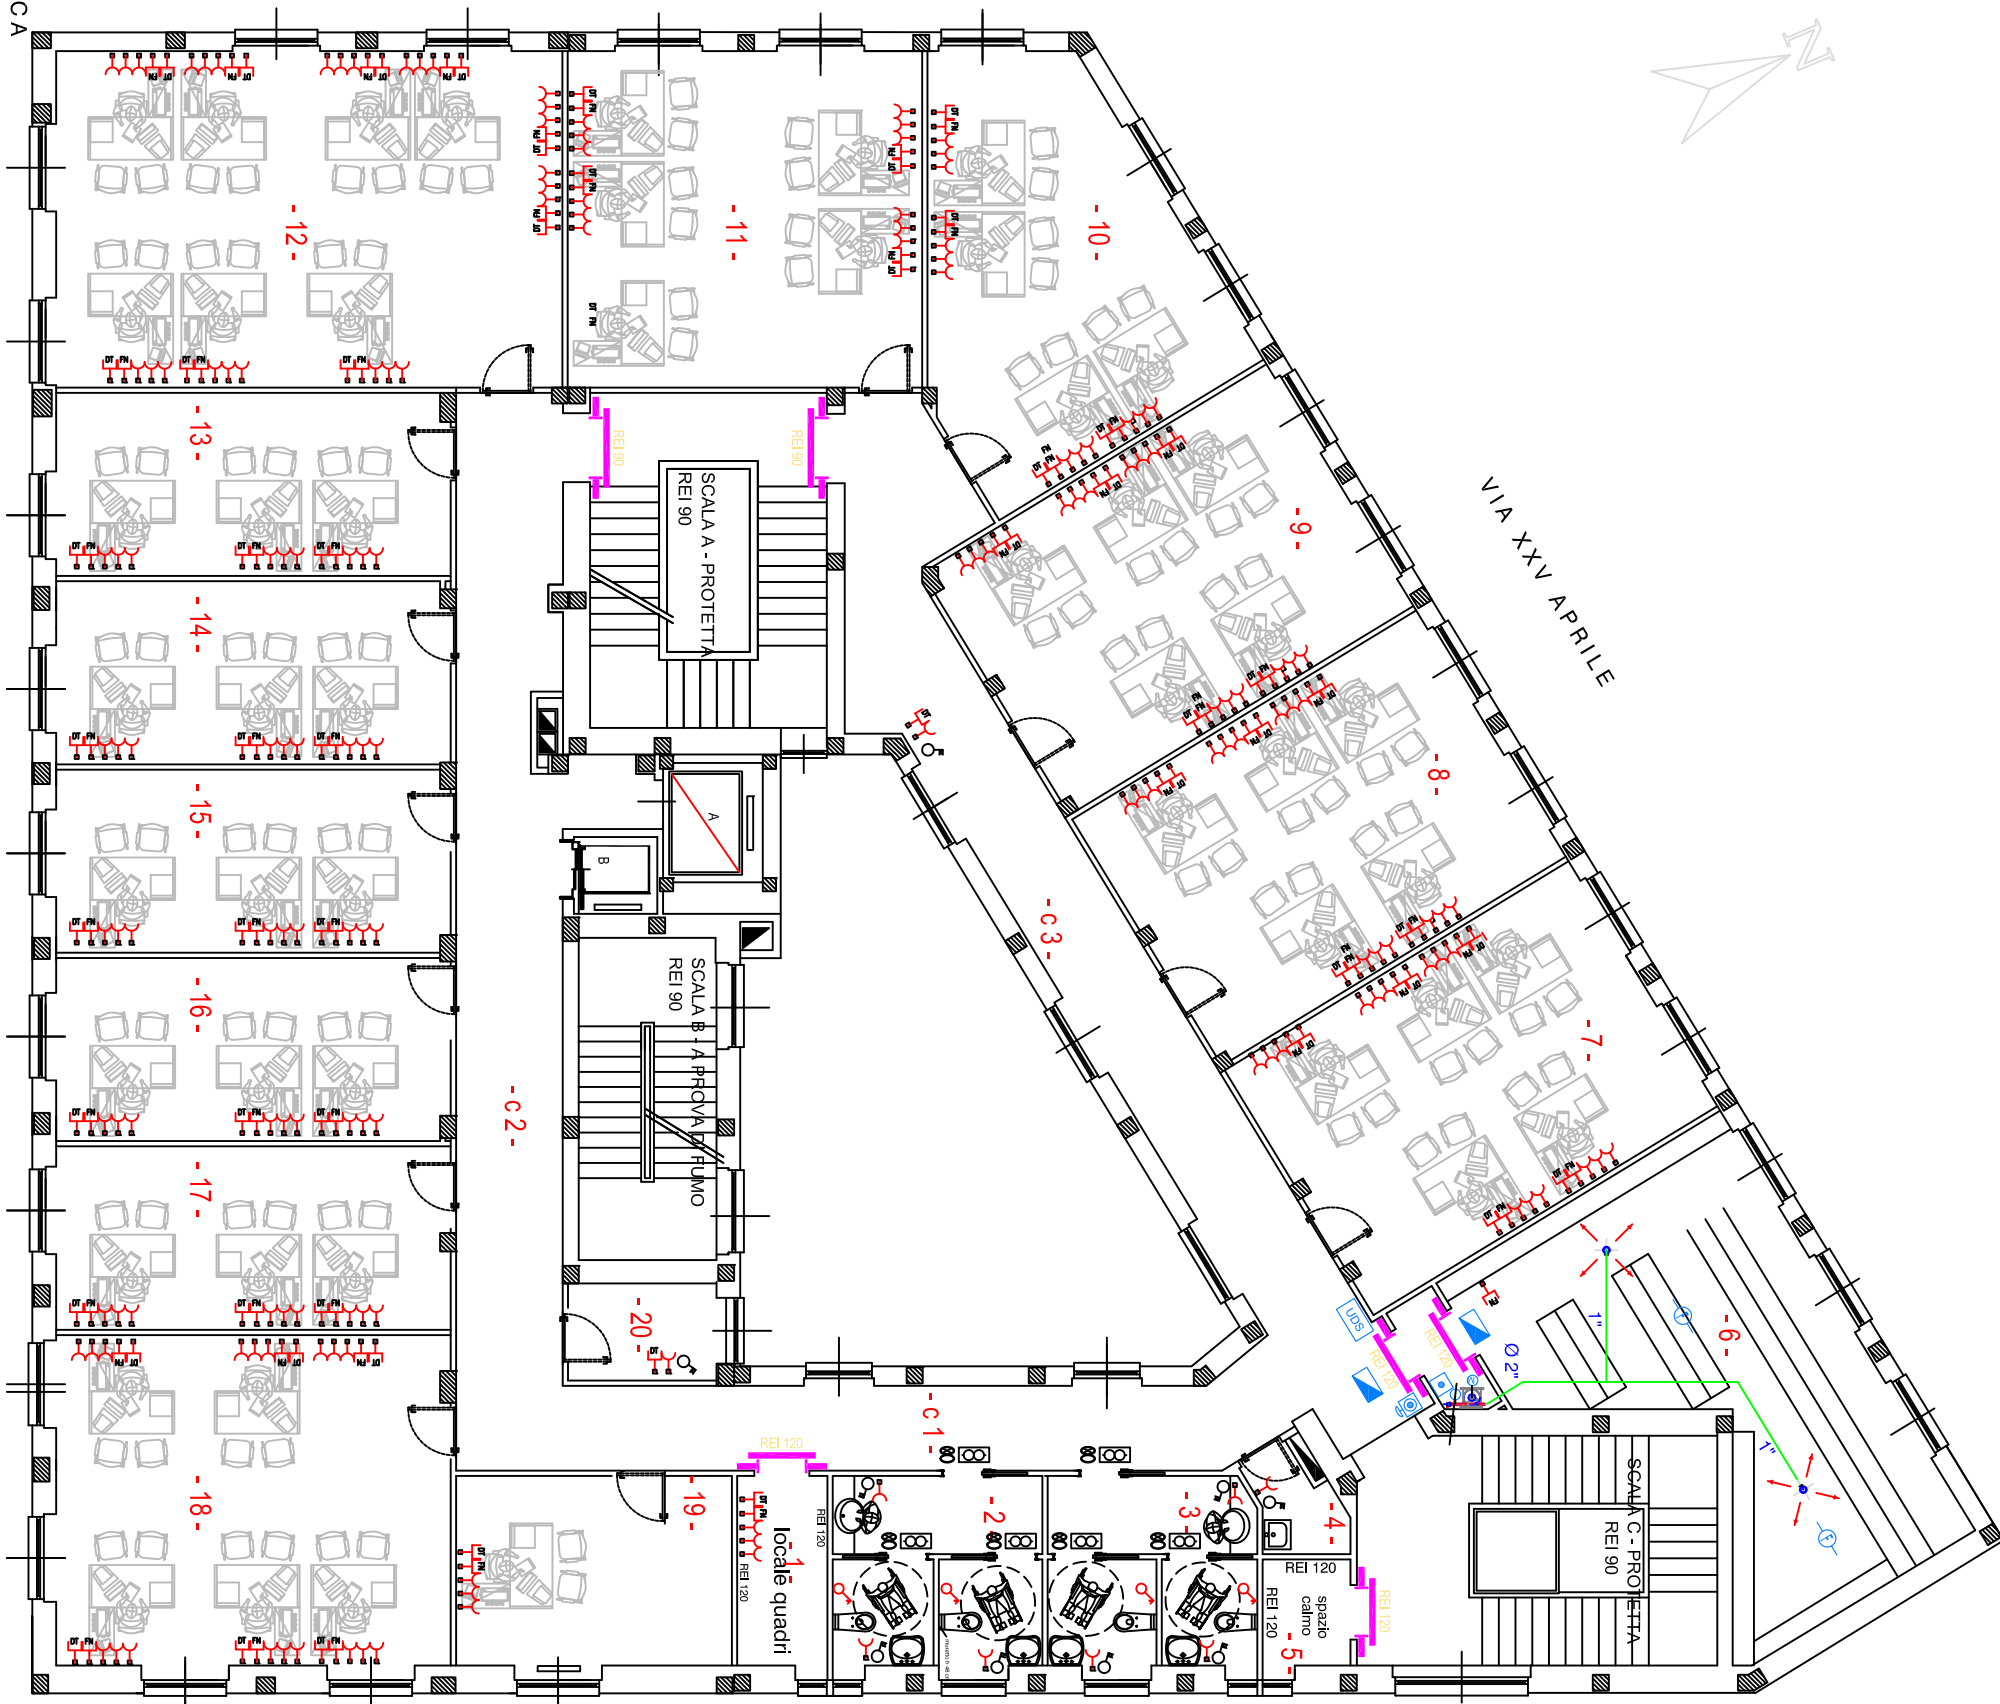 C A
N
VIA XXV APRILE
- 12 -
- 11 -
- 10 -
- 9 -
- 8 -
- 7 -
- 6 -
- 13 -
- 14 -
- 15 -
- 16 -
- 17 -
- 18 -
- 19 -
- 20 -
- c 1 -
- c 2 -
- c 3 -
- 1 -
locale quadri
- 2 -
- 3 -
- 4 -
- 5 -
spazio
calmo
SCALA A - PROTETTA
REI 90
REI 90
REI 90
SCALA B - A PROVA DI FUMO
REI 90
SCALA C - PROTETTA
REI 90
A
B
REI 120
REI 120
REI 120
REI 120
REI 120
REI 120
REI 120
REI 120
UDS
Ø 2"
1"
1"
F
F
DT FN